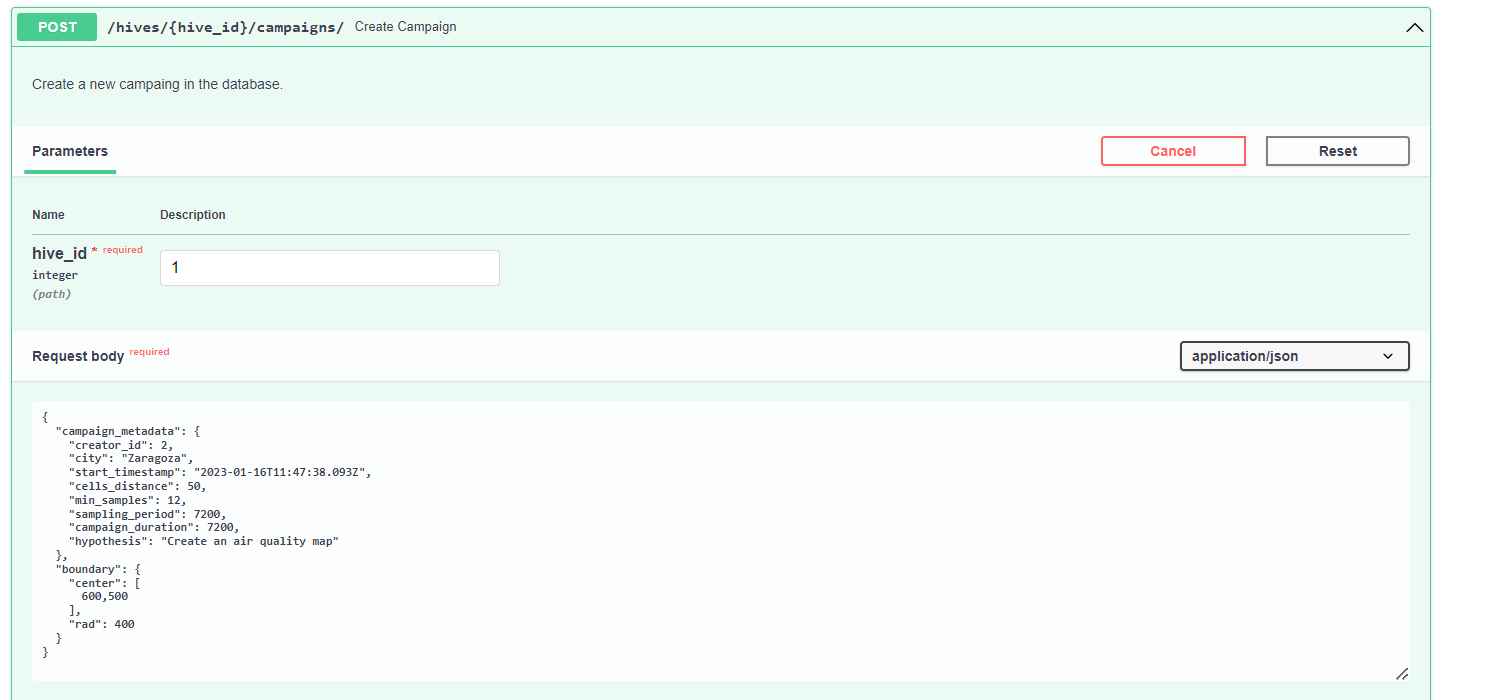 POST /hives/{hive_id}/campaigns/ Create Campaign
Create a new campaing in the database.
Parameters Cancel Reset
Name Description
hive_id * required 1
integer
(path)
Request body required application/json
{
"campaign_metadata": {
"creator_id": 2,
"city": "Zaragoza",
"start_timestamp": "2023-01-16T11:47:38.093Z",
"cells_distance": 50,
"min_samples": 12,
"sampling_period": 7200,
"campaign_duration": 7200,
"hypothesis": "Create an air quality map"
},
"boundary": {
"center": [
600,500
],
"rad": 400
}
}